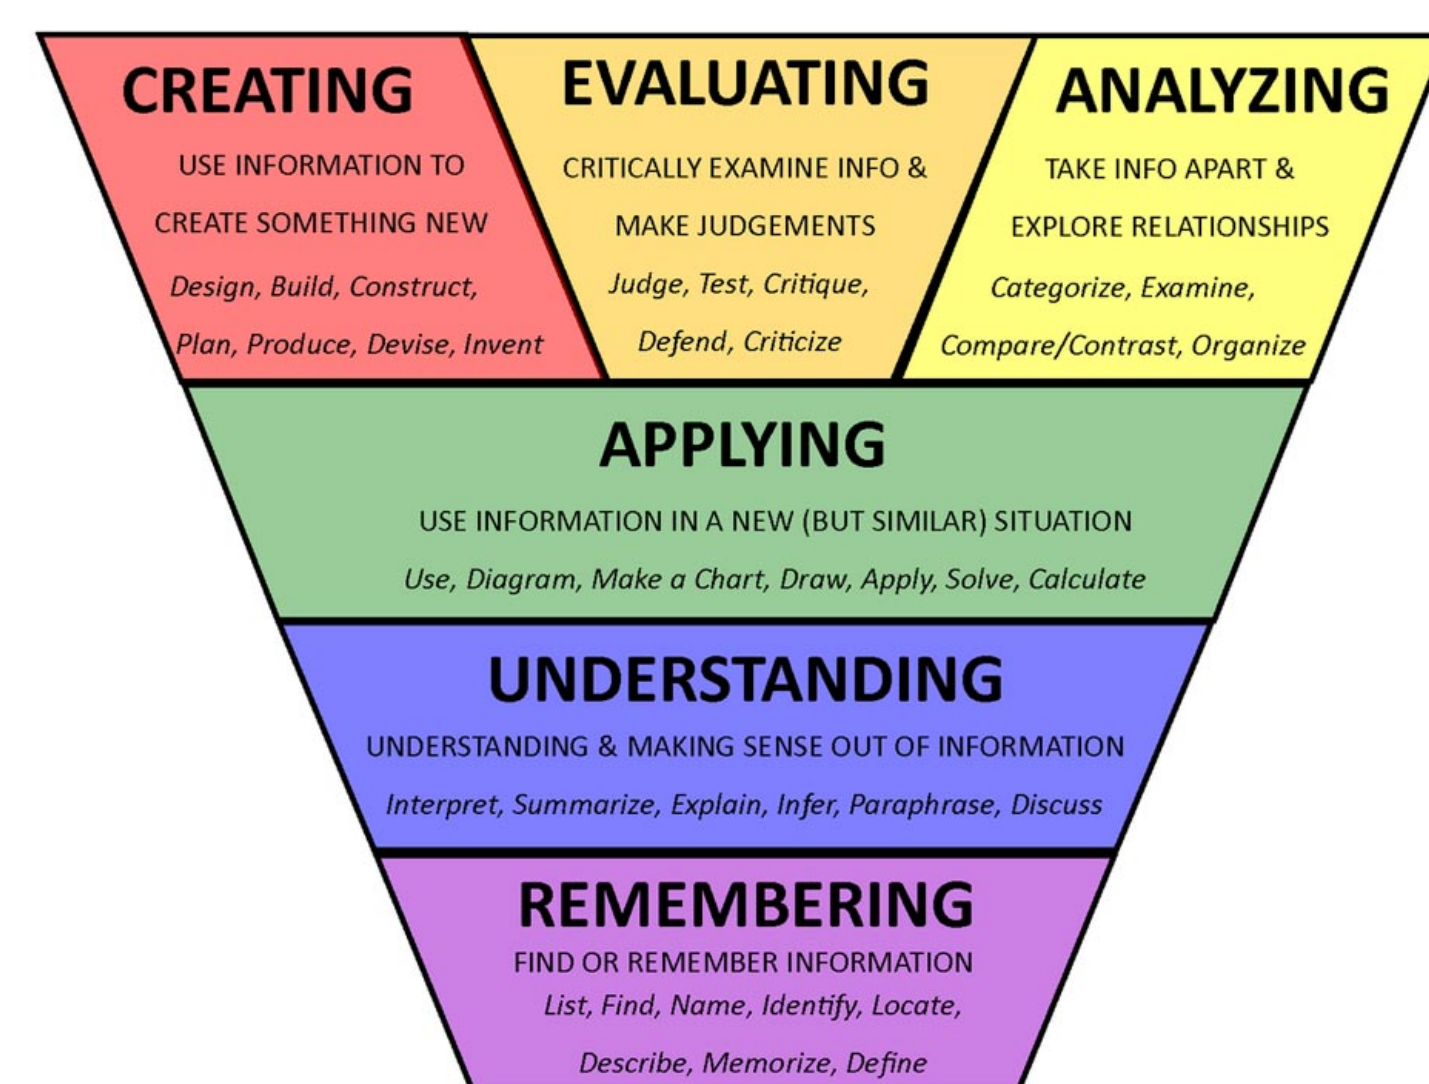 CREATING
USE INFORMATION TO
CREATE SOMETHING NEW
Design, Build, Construct,
Plan, Produce, Devise, Invent
EVALUATING
CRITICALLY EXAMINE INFO &
MAKE JUDGEMENTS
Judge, Test, Critique,
Defend, Criticize
ANALYZING
TAKE INFO APART &
EXPLORE RELATIONSHIPS
Categorize, Examine,
Compare/Contrast, Organize
APPLYING
USE INFORMATION IN A NEW (BUT SIMILAR) SITUATION
Use, Diagram, Make a Chart, Draw, Apply, Solve, Calculate
UNDERSTANDING
UNDERSTANDING & MAKING SENSE OUT OF INFORMATION
Interpret, Summarize, Explain, Infer, Paraphrase, Discuss
REMEMBERING
FIND OR REMEMBER INFORMATION
List, Find, Name, Identify, Locate,
Describe, Memorize, Define